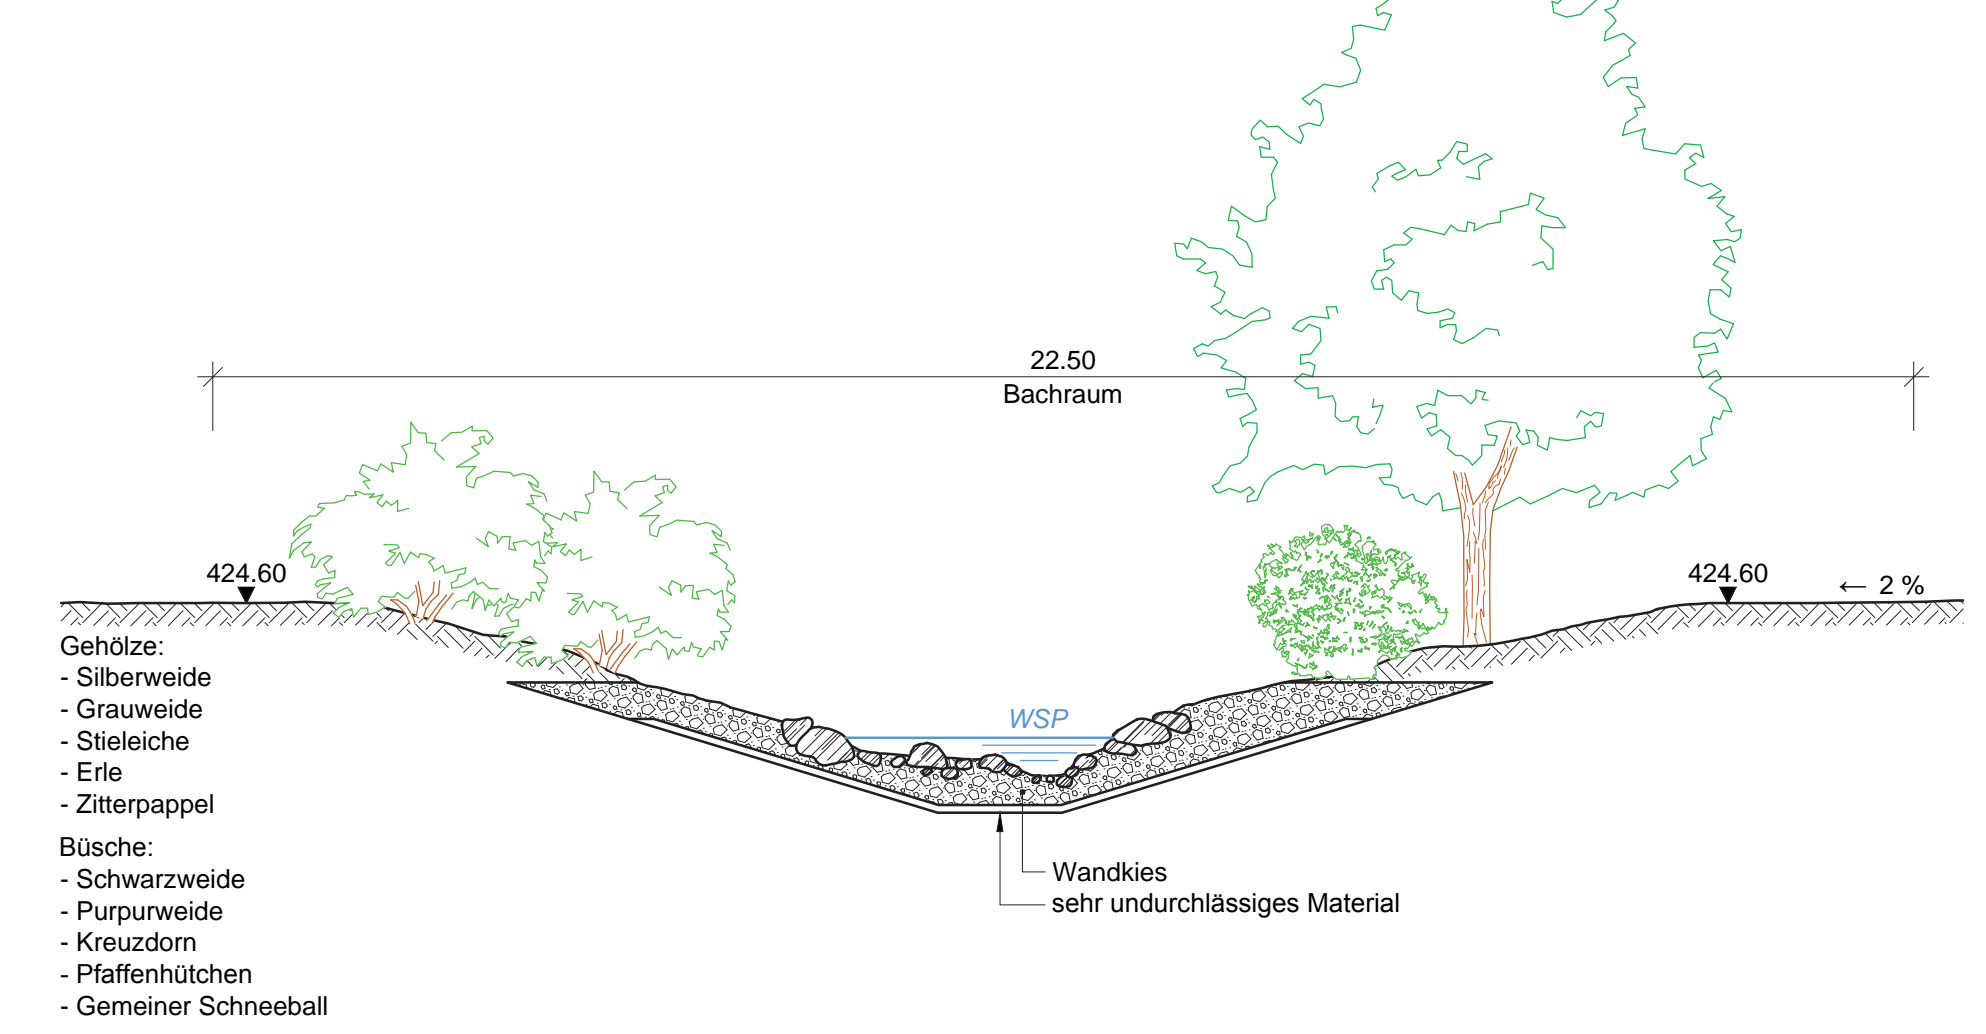 22.50
Bachraum
424.60
424.60
← 2 %
WSP
Gehölze:
- Silberweide
- Grauweide
- Stieleiche
- Erle
- Zitterpappel
Büsche:
- Schwarzweide
- Purpurweide
- Kreuzdorn
- Pfaffenhütchen
- Gemeiner Schneeball
Wandkies
sehr undurchlässiges Material